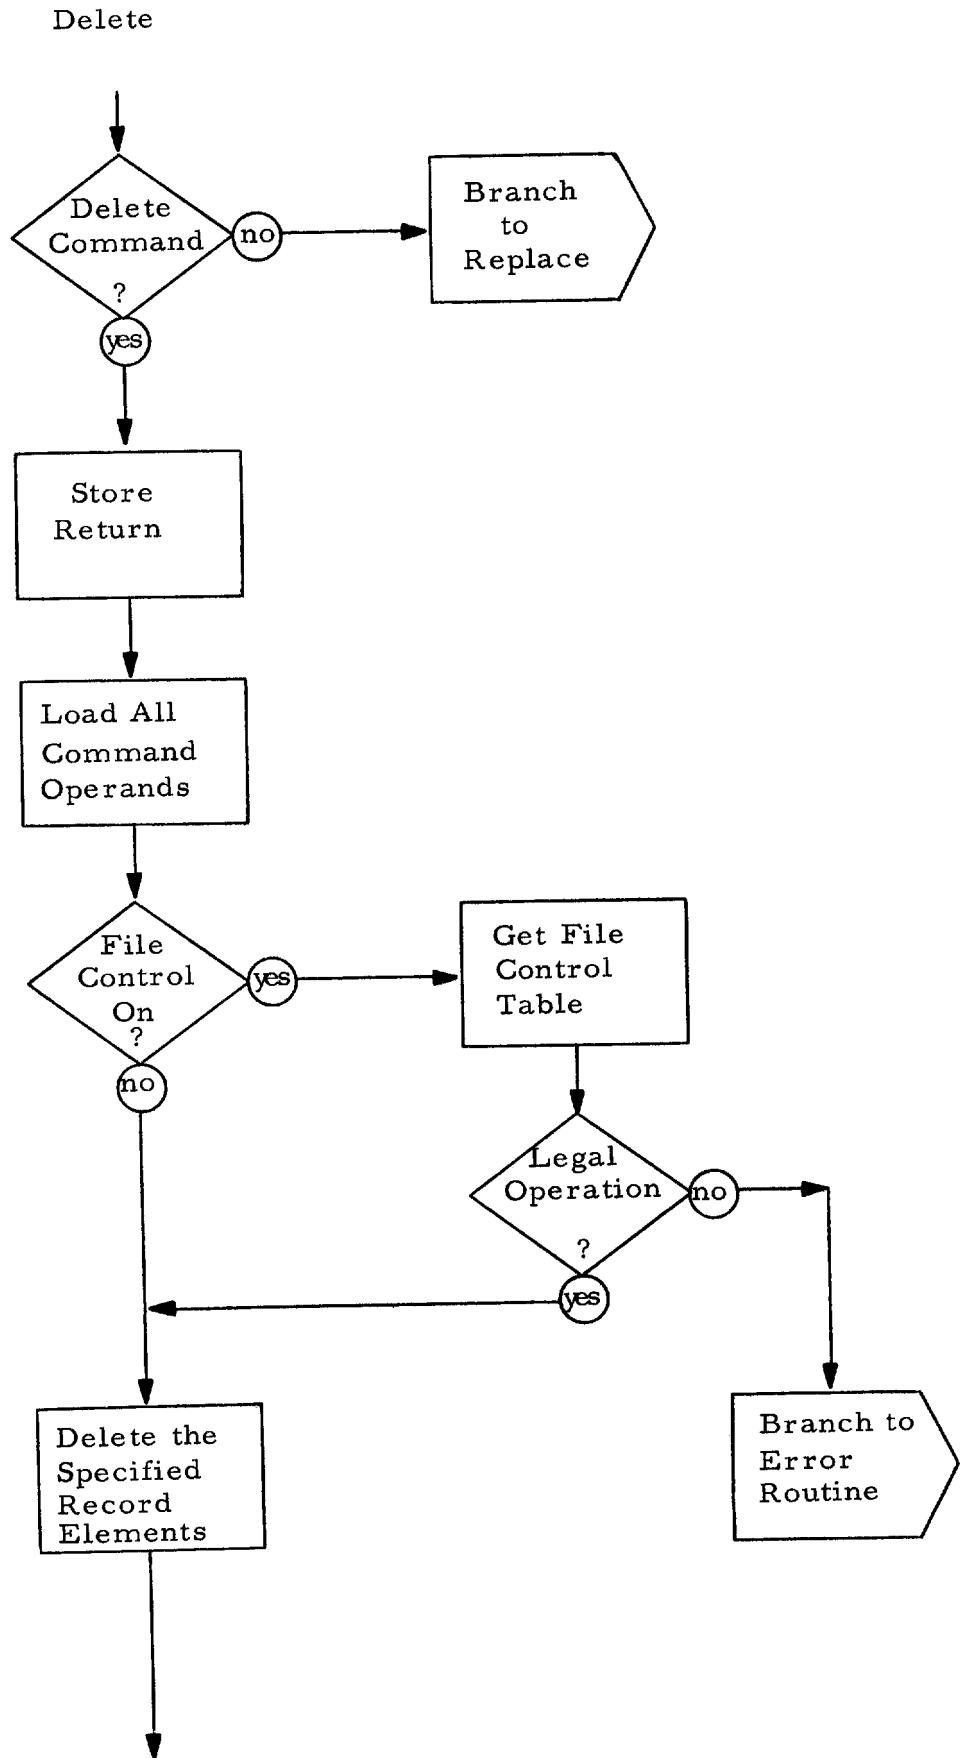 Delete
Delete
Command
?
no
Branch
to
Replace
yes
Store
Return
Load All
Command
Operands
File
Control
On
?
yes
Get File
Control
Table
no
Legal
Operation
?
no
yes
Delete the
Specified
Record
Elements
Branch to
Error
Routine